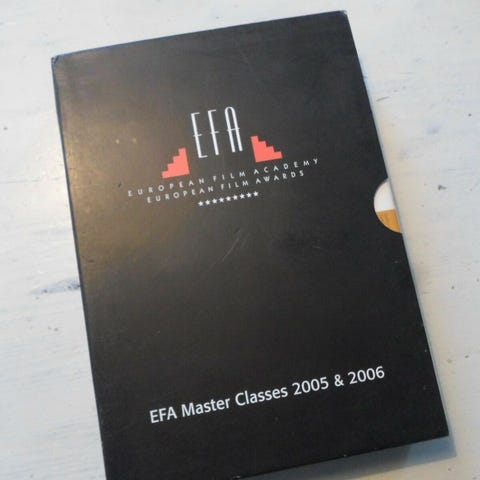 EFA
EUROPEAN FILM ACADEMY
EUROPEAN FILM AWARDS
EFA Master Classes 2005 & 2006